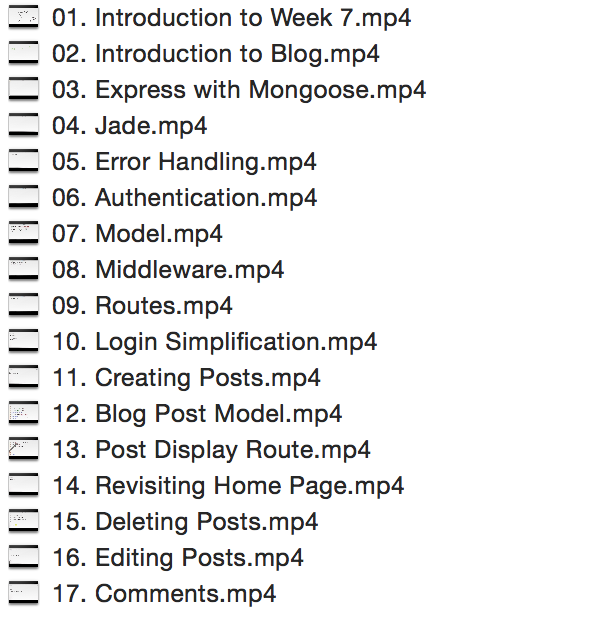 01. Introduction to Week 7.mp4
02. Introduction to Blog.mp4
03. Express with Mongoose.mp4
04. Jade.mp4
05. Error Handling.mp4
06. Authentication.mp4
07. Model.mp4
08. Middleware.mp4
09. Routes.mp4
10. Login Simplification.mp4
11. Creating Posts.mp4
12. Blog Post Model.mp4
13. Post Display Route.mp4
14. Revisiting Home Page.mp4
15. Deleting Posts.mp4
16. Editing Posts.mp4
17. Comments.mp4